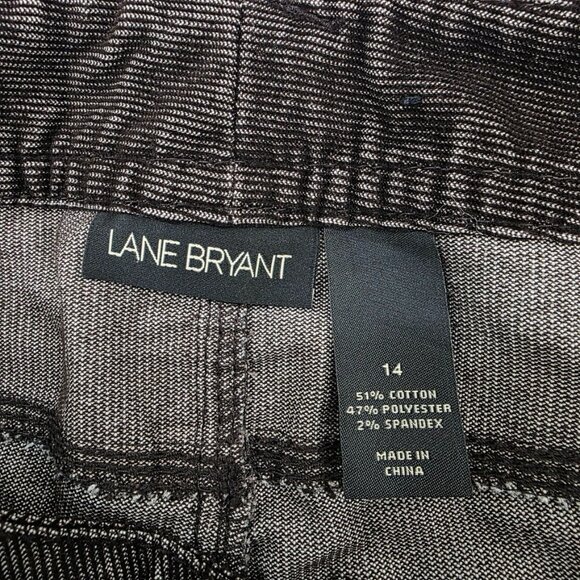 LANE BRYANT
14
51% COTTON
47% POLYESTER
2% SPANDEX
MADE IN
CHINA